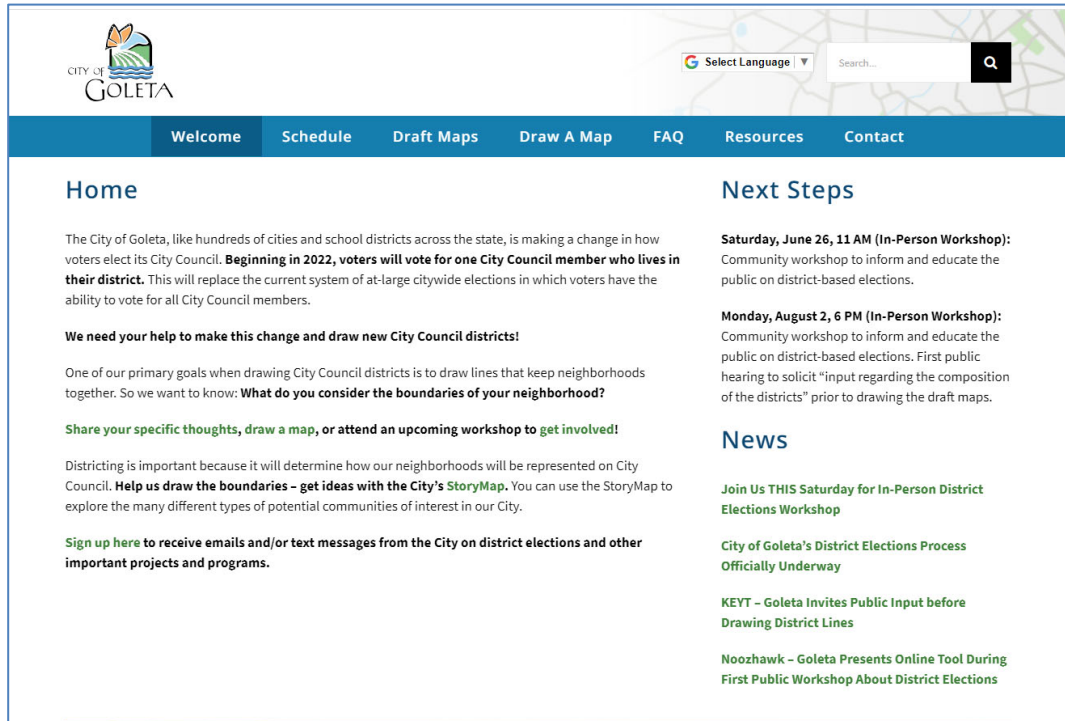 CITY OF
GOLETA
Select Language ▼
Search...
Welcome Schedule Draft Maps Draw A Map FAQ Resources Contact
Home
The City of Goleta, like hundreds of cities and school districts across the state, is making a change in how
voters elect its City Council. Beginning in 2022, voters will vote for one City Council member who lives in
their district. This will replace the current system of at-large citywide elections in which voters have the
ability to vote for all City Council members.
We need your help to make this change and draw new City Council districts!
One of our primary goals when drawing City Council districts is to draw lines that keep neighborhoods
together. So we want to know: What do you consider the boundaries of your neighborhood?
Share your specific thoughts, draw a map, or attend an upcoming workshop to get involved!
Districting is important because it will determine how our neighborhoods will be represented on City
Council. Help us draw the boundaries – get ideas with the City's StoryMap. You can use the StoryMap to
explore the many different types of potential communities of interest in our City.
Sign up here to receive emails and/or text messages from the City on district elections and other
important projects and programs.
Next Steps
Saturday, June 26, 11 AM (In-Person Workshop):
Community workshop to inform and educate the
public on district-based elections.
Monday, August 2, 6 PM (In-Person Workshop):
Community workshop to inform and educate the
public on district-based elections. First public
hearing to solicit "input regarding the composition
of the districts" prior to drawing the draft maps.
News
Join Us THIS Saturday for In-Person District
Elections Workshop
City of Goleta's District Elections Process
Officially Underway
KEYT – Goleta Invites Public Input before
Drawing District Lines
Noozhawk – Goleta Presents Online Tool During
First Public Workshop About District Elections